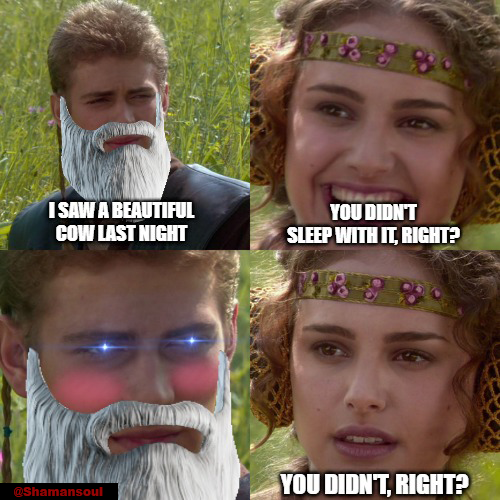 I SAW A BEAUTIFUL
COW LAST NIGHT
YOU DIDN'T
SLEEP WITH IT, RIGHT?
@Shamansoul
YOU DIDN'T, RIGHT?